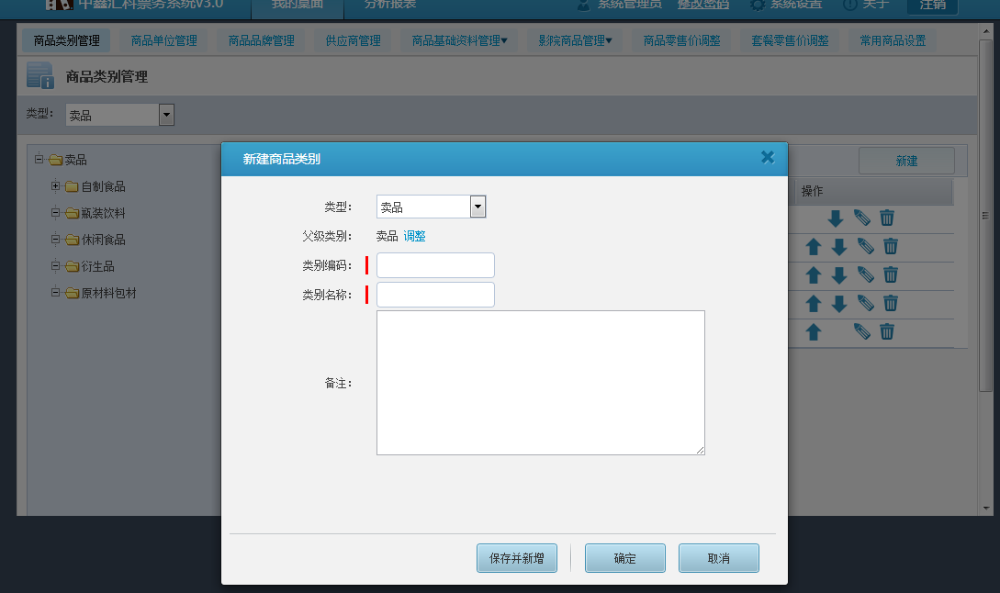 中鑫汇科票务系统V3.0 我的桌面 分析报表 系统管理员 修改密码 系统设置 关于 注销
商品类别管理 商品单位管理 商品品牌管理 供应商管理 商品基础资料管理▼ 影院商品管理▼ 商品零售价调整 套餐零售价调整 常用商品设置
商品类别管理
类型： 卖品
卖品
自制食品
瓶装饮料
休闲食品
衍生品
原材料包材
新建
操作
新建商品类别
类型： 卖品
父级类别： 卖品 调整
类别编码：
类别名称：
备注：
保存并新增 确定 取消